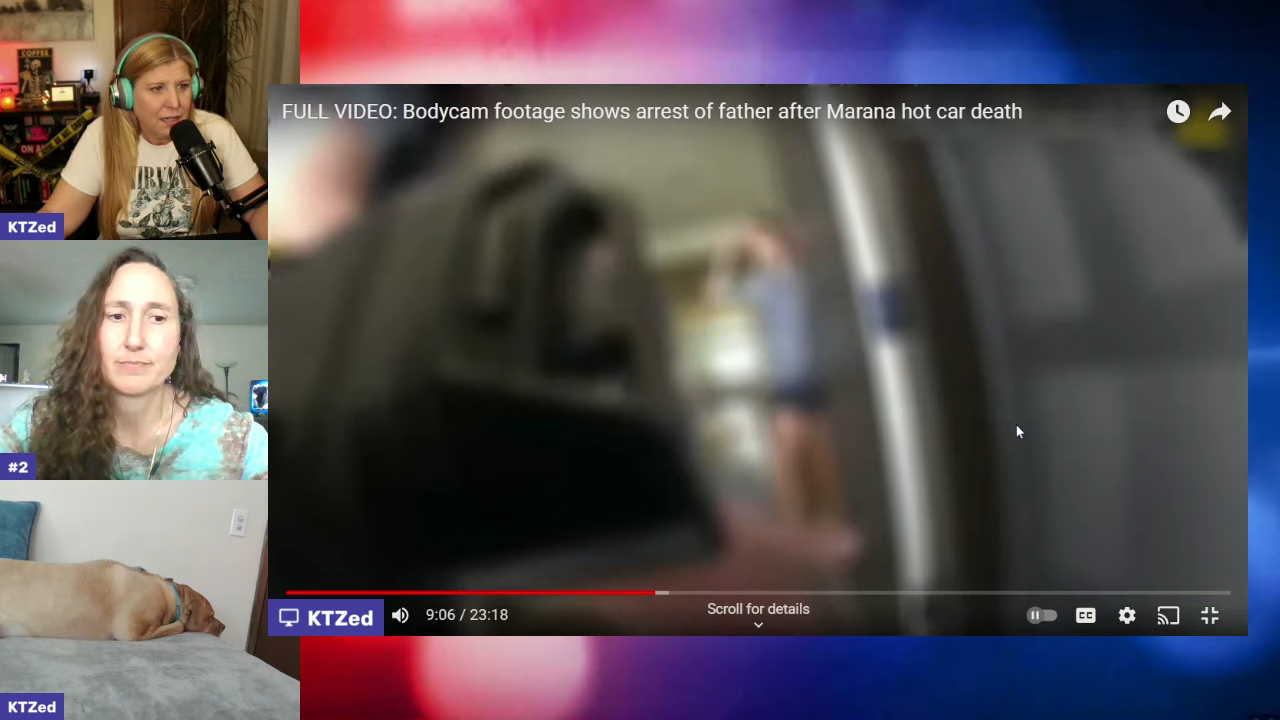 COFFEE
KTZed
#2
KTZed
FULL VIDEO: Bodycam footage shows arrest of father after Marana hot car death
KTZed
9:06 / 23:18
Scroll for details
CC